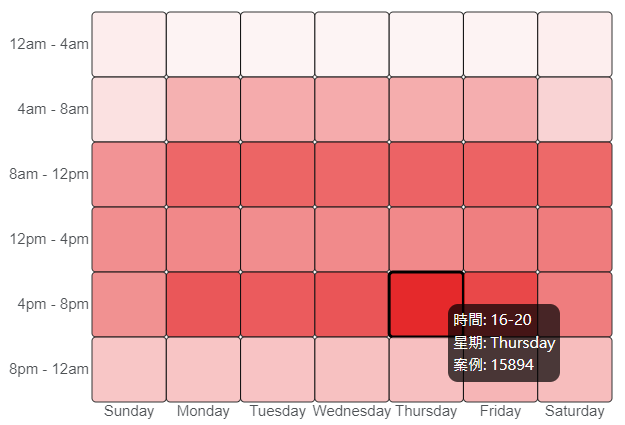 12am - 4am
4am - 8am
8am - 12pm
12pm - 4pm
4pm - 8pm
時間: 16-20
星期: Thursday
案例: 15894
8pm - 12am
Sunday Monday Tuesday Wednesday Thursday Friday Saturday